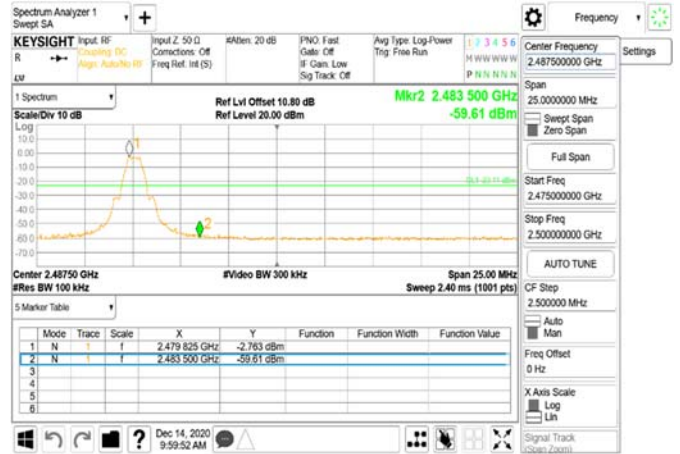 Spectrum Analyzer 1
Swept SA
+
Frequency
KEYSIGHT
R
Input: RF
Coupling: DC
Align: Auto/No RF
Input Z: 50 Ω
Corrections: Off
Freq Ref: Int (S)
#Atten: 20 dB
PNO: Fast
Gate: Off
IF Gain: Low
Sig Track: Off
Avg Type: Log-Power
Trig: Free Run
1 2 3 4 5 6
M W W W W W
P N N N N N
Center Frequency
2.487500000 GHz
Settings
Span
25.0000000 MHz
Swept Span
Zero Span
Full Span
Start Freq
2.475000000 GHz
Stop Freq
2.500000000 GHz
AUTO TUNE
CF Step
2.500000 MHz
Auto
Man
Freq Offset
0 Hz
X Axis Scale
Log
Lin
Signal Track
(Span Zoom)
1 Spectrum
Scale/Div 10 dB
Ref Lvl Offset 10.80 dB
Ref Level 20.00 dBm
Mkr2 2.483 500 GHz
-59.61 dBm
Log
10.0
0.00
-10.0
-20.0
-30.0
-40.0
-50.0
-60.0
-70.0
1
2
Center 2.48750 GHz
#Res BW 100 kHz
#Video BW 300 kHz
Span 25.00 MHz
Sweep 2.40 ms (1001 pts)
5 Marker Table
Mode Trace Scale X Y Function Function Width Function Value
1 N 1 f 2.479 825 GHz -2.763 dBm
2 N 1 f 2.483 500 GHz -59.61 dBm
3
4
5
6
?
Dec 14, 2020
9:59:52 AM